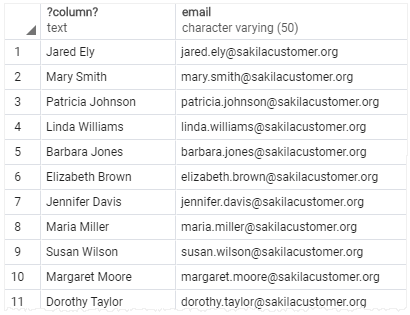 ?column? email
text character varying (50)
1 Jared Ely jared.ely@sakilacustomer.org
2 Mary Smith mary.smith@sakilacustomer.org
3 Patricia Johnson patricia.johnson@sakilacustomer.org
4 Linda Williams linda.williams@sakilacustomer.org
5 Barbara Jones barbara.jones@sakilacustomer.org
6 Elizabeth Brown elizabeth.brown@sakilacustomer.org
7 Jennifer Davis jennifer.davis@sakilacustomer.org
8 Maria Miller maria.miller@sakilacustomer.org
9 Susan Wilson susan.wilson@sakilacustomer.org
10 Margaret Moore margaret.moore@sakilacustomer.org
11 Dorothy Taylor dorothy.taylor@sakilacustomer.org